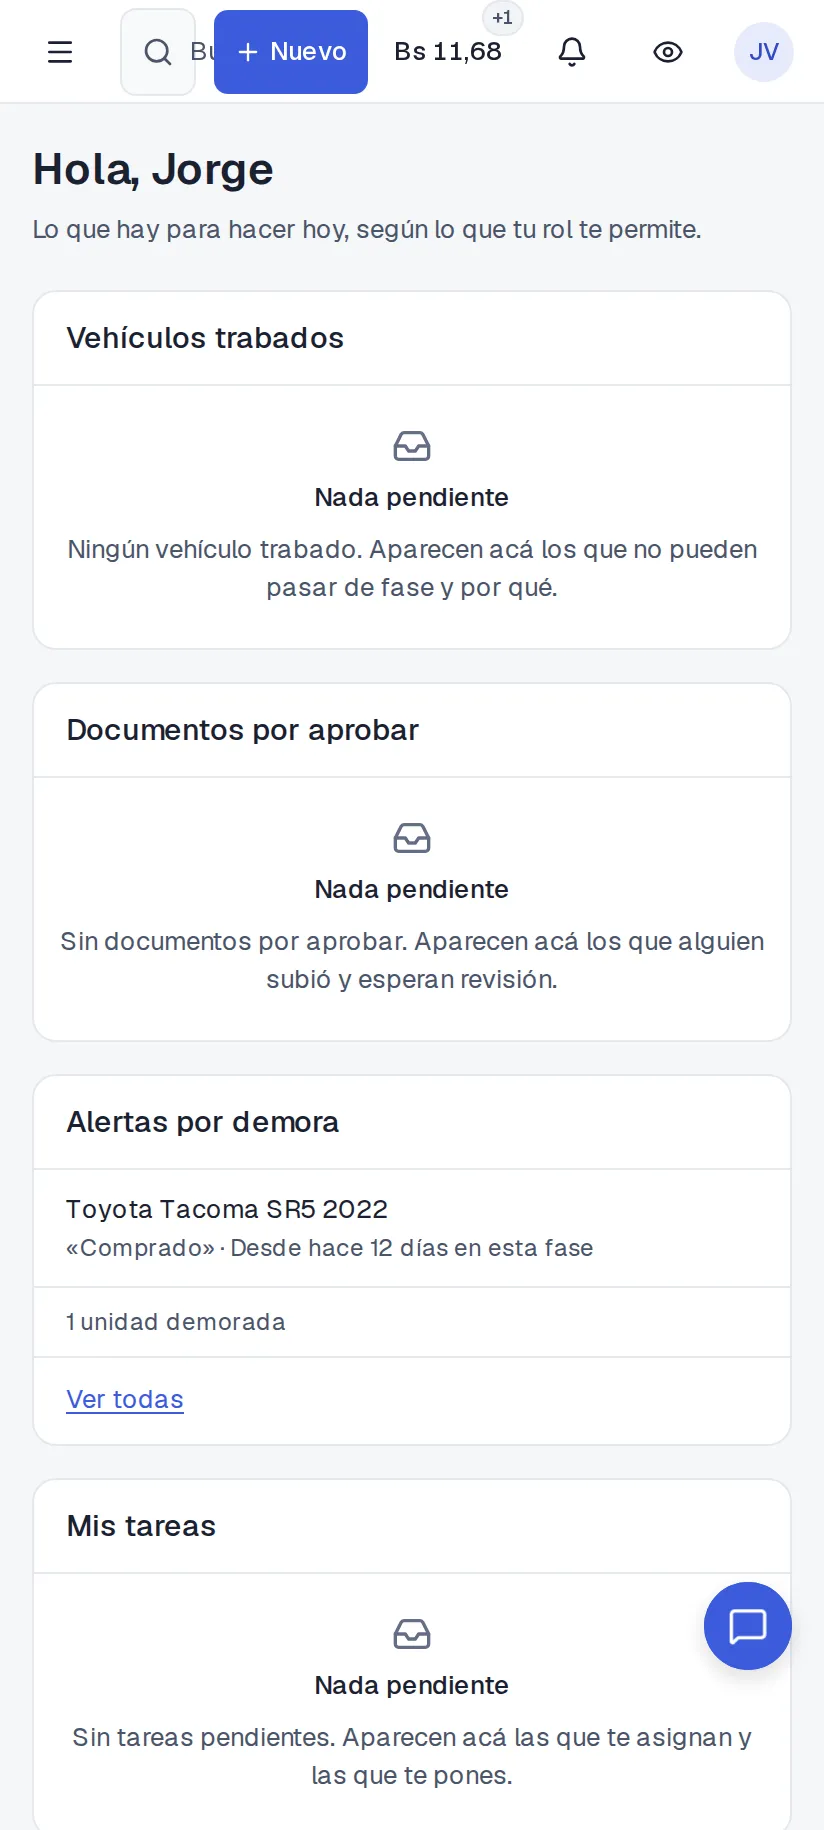 Bu
+ Nuevo
Bs 11,68
+1
JV
Hola, Jorge
Lo que hay para hacer hoy, según lo que tu rol te permite.
Vehículos trabados
Nada pendiente
Ningún vehículo trabado. Aparecen acá los que no pueden
pasar de fase y por qué.
Documentos por aprobar
Nada pendiente
Sin documentos por aprobar. Aparecen acá los que alguien
subió y esperan revisión.
Alertas por demora
Toyota Tacoma SR5 2022
«Comprado» · Desde hace 12 días en esta fase
1 unidad demorada
Ver todas
Mis tareas
Nada pendiente
Sin tareas pendientes. Aparecen acá las que te asignan y
las que te pones.